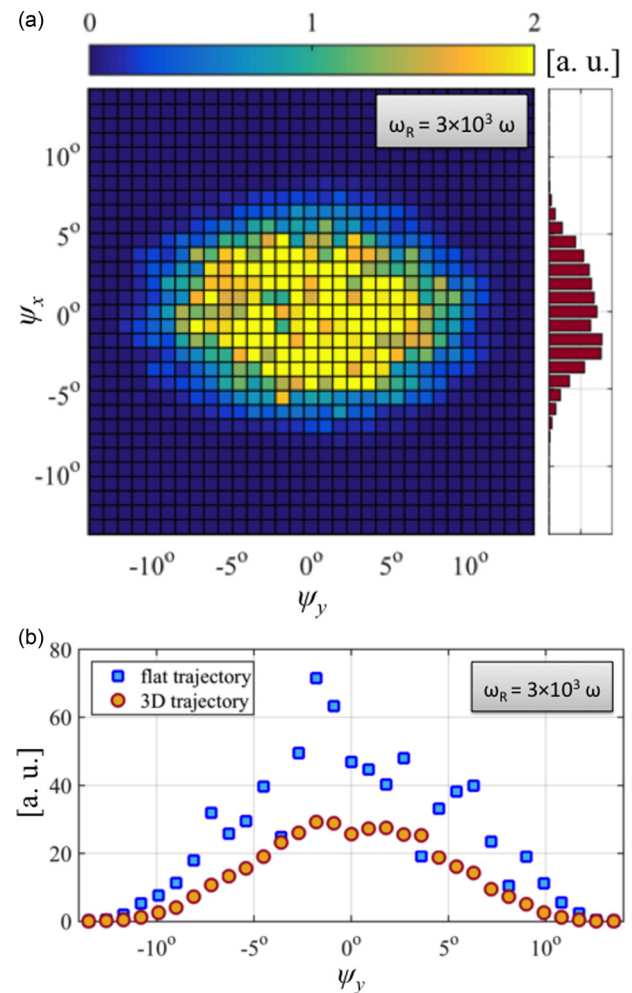 (a)
0 1 2
[a. u.]
ω_R = 3×10³ ω
10°
5°
0°
-5°
-10°
ψ_x
-10° -5° 0° 5° 10°
ψ_y
(b)
80
60
40
20
0
[a. u.]
flat trajectory
3D trajectory
ω_R = 3×10³ ω
-10° -5° 0° 5° 10°
ψ_y